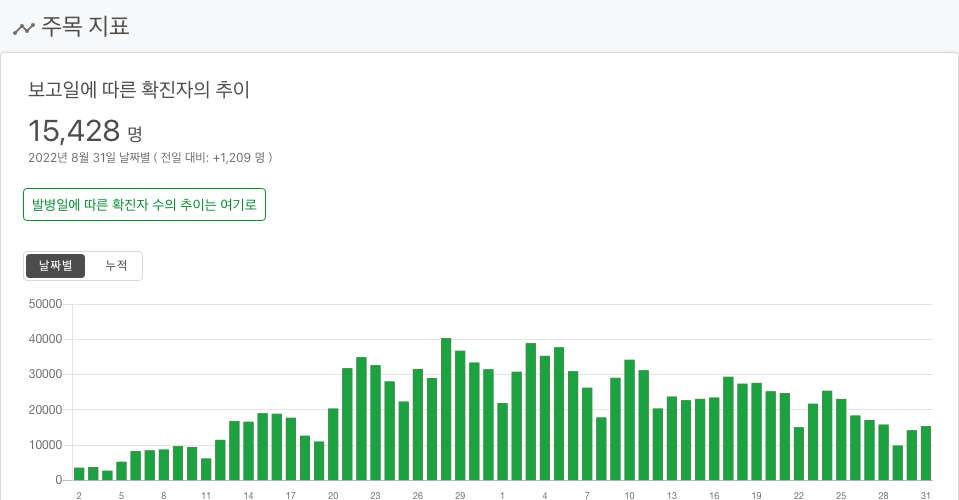 주목 지표
보고일에 따른 확진자의 추이
15,428 명
2022년 8월 31일 날짜별 ( 전일 대비: +1,209 명 )
발병일에 따른 확진자 수의 추이는 여기로
날짜별 누적
50000
40000
30000
20000
10000
0
2 5 8 11 14 17 20 23 26 29 1 4 7 10 13 16 19 22 25 28 31